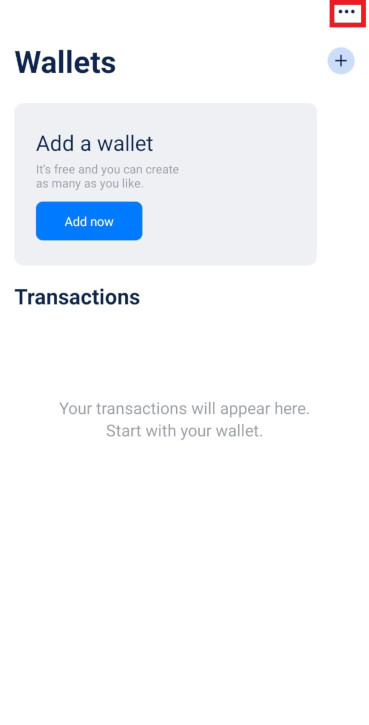 Wallets
Add a wallet
It's free and you can create
as many as you like.
Add now
Transactions
Your transactions will appear here.
Start with your wallet.